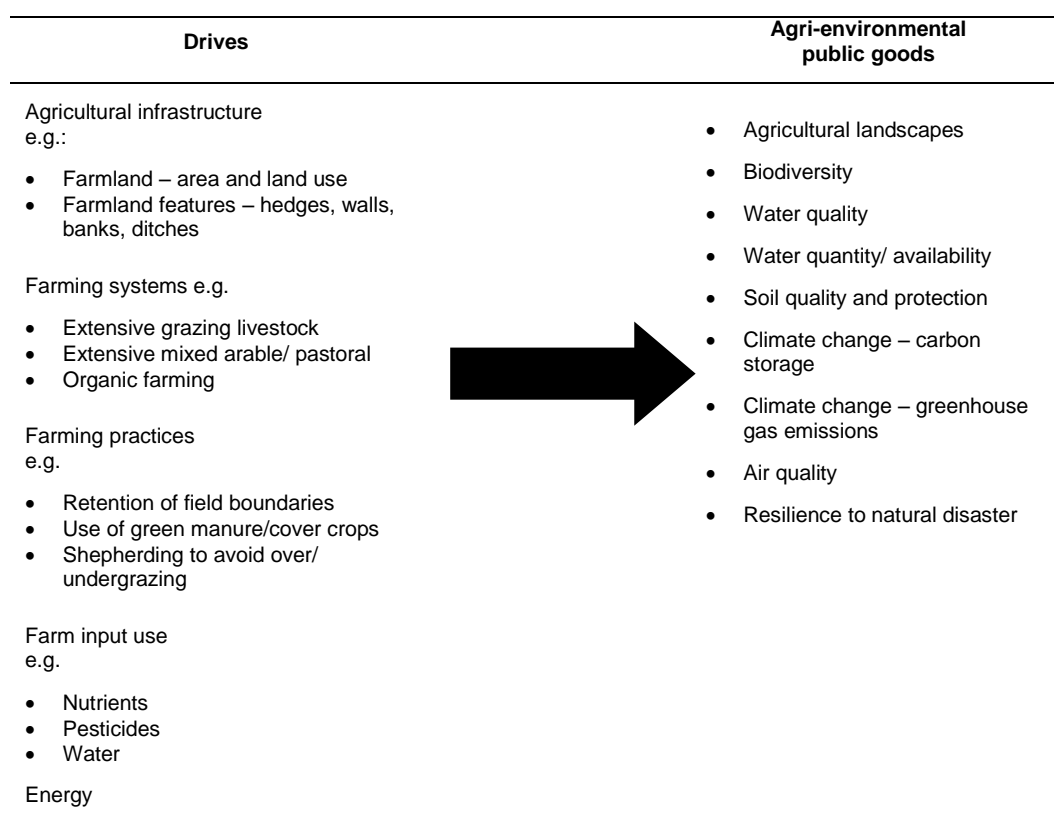 Drives
Agri-environmental
public goods
Agricultural infrastructure
e.g.:
• Farmland – area and land use
• Farmland features – hedges, walls,
banks, ditches
Farming systems e.g.
• Extensive grazing livestock
• Extensive mixed arable/ pastoral
• Organic farming
Farming practices
e.g.
• Retention of field boundaries
• Use of green manure/cover crops
• Shepherding to avoid over/
undergrazing
Farm input use
e.g.
• Nutrients
• Pesticides
• Water
Energy
• Agricultural landscapes
• Biodiversity
• Water quality
• Water quantity/ availability
• Soil quality and protection
• Climate change – carbon
storage
• Climate change – greenhouse
gas emissions
• Air quality
• Resilience to natural disaster